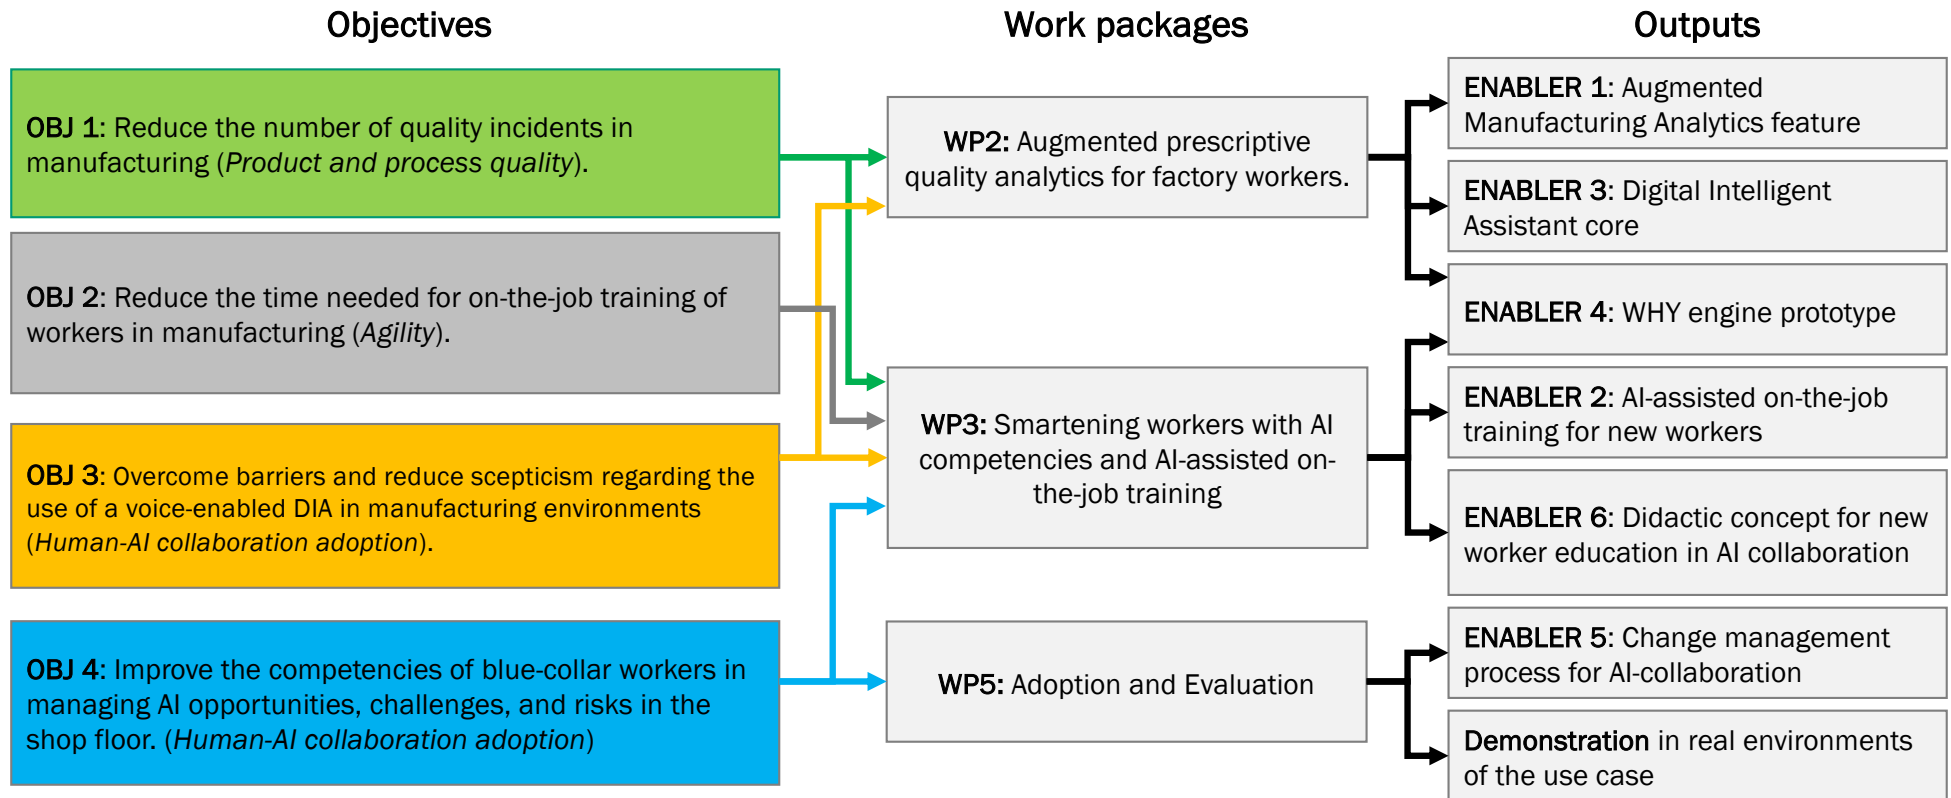 Objectives
Work packages
Outputs
OBJ 1: Reduce the number of quality incidents in
manufacturing (Product and process quality).
OBJ 2: Reduce the time needed for on-the-job training of
workers in manufacturing (Agility).
OBJ 3: Overcome barriers and reduce scepticism regarding the
use of a voice-enabled DIA in manufacturing environments
(Human-AI collaboration adoption).
OBJ 4: Improve the competencies of blue-collar workers in
managing AI opportunities, challenges, and risks in the
shop floor. (Human-AI collaboration adoption)
WP2: Augmented prescriptive
quality analytics for factory workers.
WP3: Smartening workers with AI
competencies and AI-assisted on-
the-job training
WP5: Adoption and Evaluation
ENABLER 1: Augmented
Manufacturing Analytics feature
ENABLER 3: Digital Intelligent
Assistant core
ENABLER 4: WHY engine prototype
ENABLER 2: AI-assisted on-the-job
training for new workers
ENABLER 6: Didactic concept for new
worker education in AI collaboration
ENABLER 5: Change management
process for AI-collaboration
Demonstration in real environments
of the use case